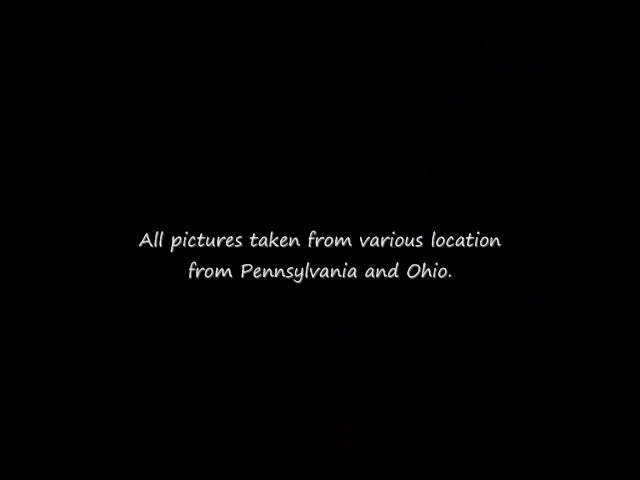 All pictures taken from various location
from Pennsylvania and Ohio.